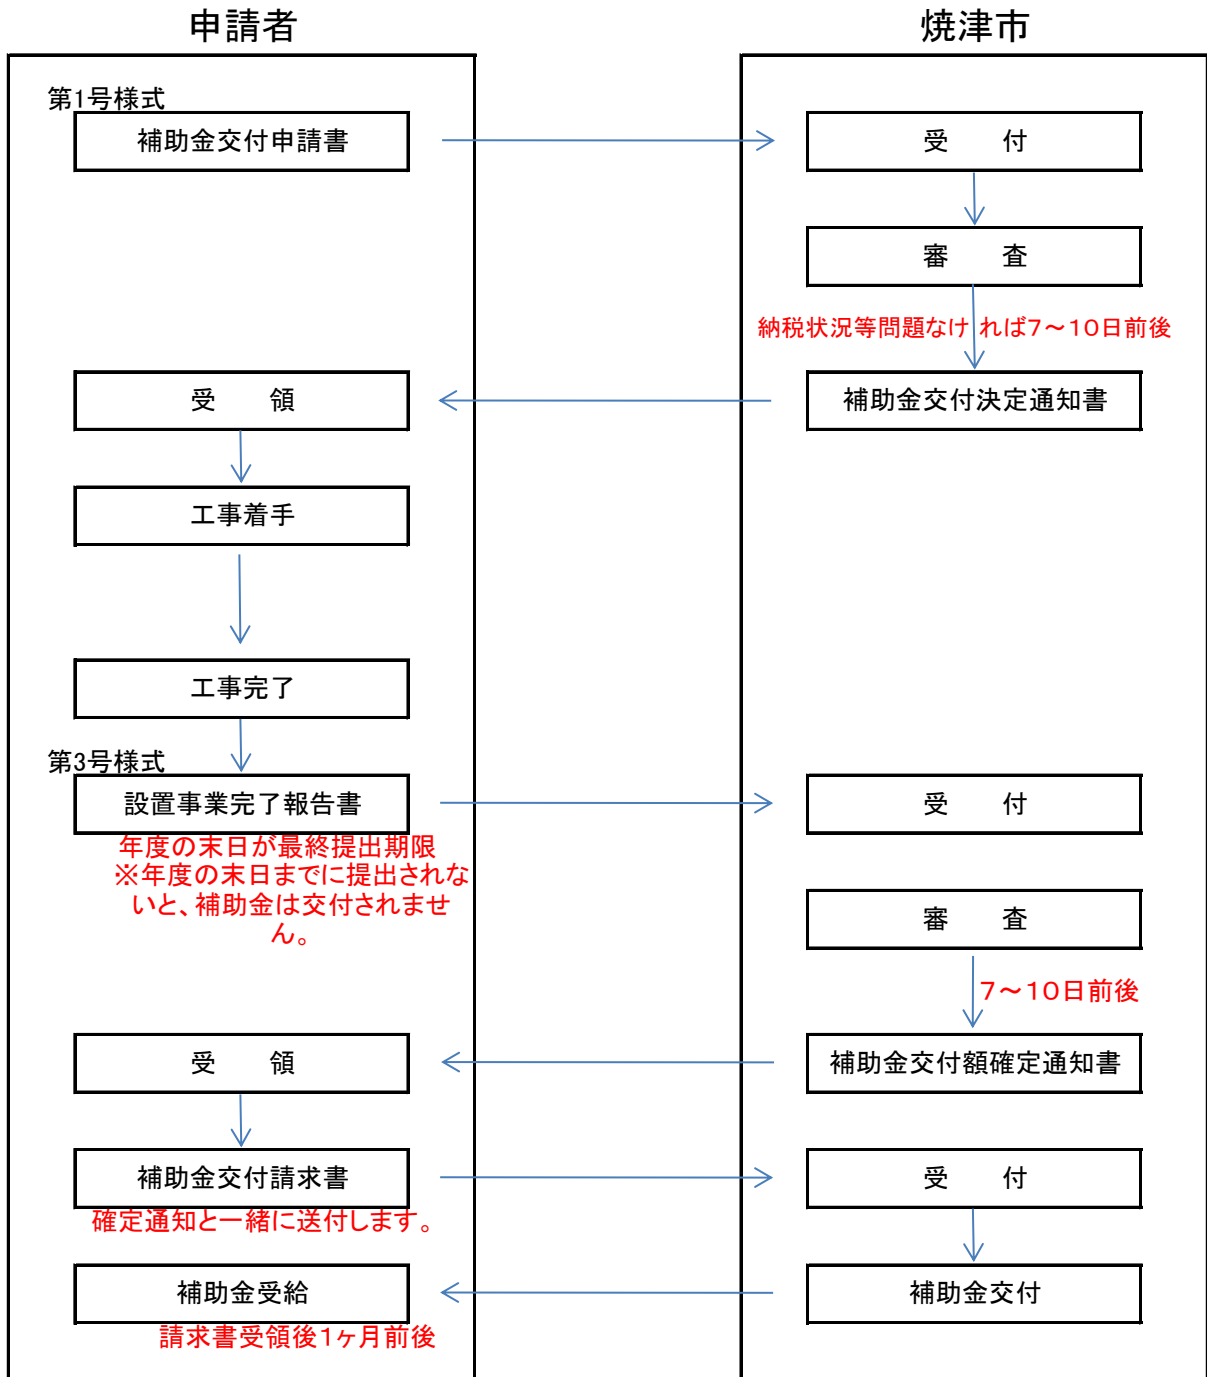 申請者
焼津市
第1号様式
補助金交付申請書
受　　付
審　　査
納税状況等問題なければ7～10日前後
受　　領
補助金交付決定通知書
工事着手
工事完了
第3号様式
設置事業完了報告書
受　　付
年度の末日が最終提出期限
※年度の末日までに提出されな
いと、補助金は交付されませ
ん。
審　　査
7～10日前後
受　　領
補助金交付額確定通知書
補助金交付請求書
受　　付
確定通知と一緒に送付します。
補助金受給
補助金交付
請求書受領後1ヶ月前後